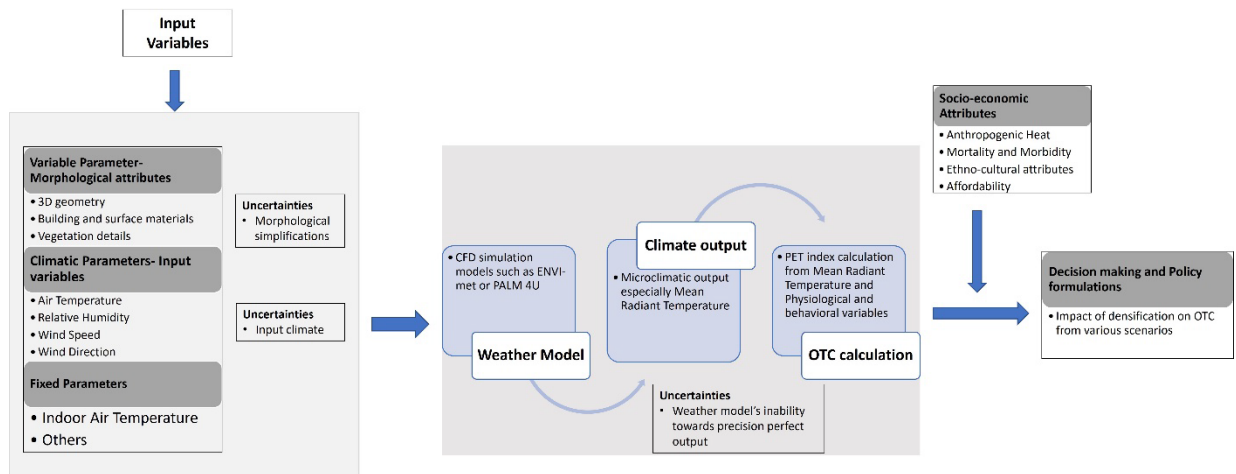 Input
Variables
Variable Parameter-
Morphological attributes
• 3D geometry
• Building and surface materials
• Vegetation details
Climatic Parameters- Input
variables
• Air Temperature
• Relative Humidity
• Wind Speed
• Wind Direction
Fixed Parameters
• Indoor Air Temperature
• Others
Uncertainties
• Morphological
simplifications
Uncertainties
• Input climate
• CFD simulation
models such as ENVI-
met or PALM 4U
Weather Model
Climate output
• Microclimatic output
especially Mean
Radiant Temperature
• PET index calculation
from Mean Radiant
Temperature and
Physiological and
behavioral variables
OTC calculation
Uncertainties
• Weather model's inability
towards precision perfect
output
Socio-economic
Attributes
• Anthropogenic Heat
• Mortality and Morbidity
• Ethno-cultural attributes
• Affordability
Decision making and Policy
formulations
• Impact of densification on OTC
from various scenarios